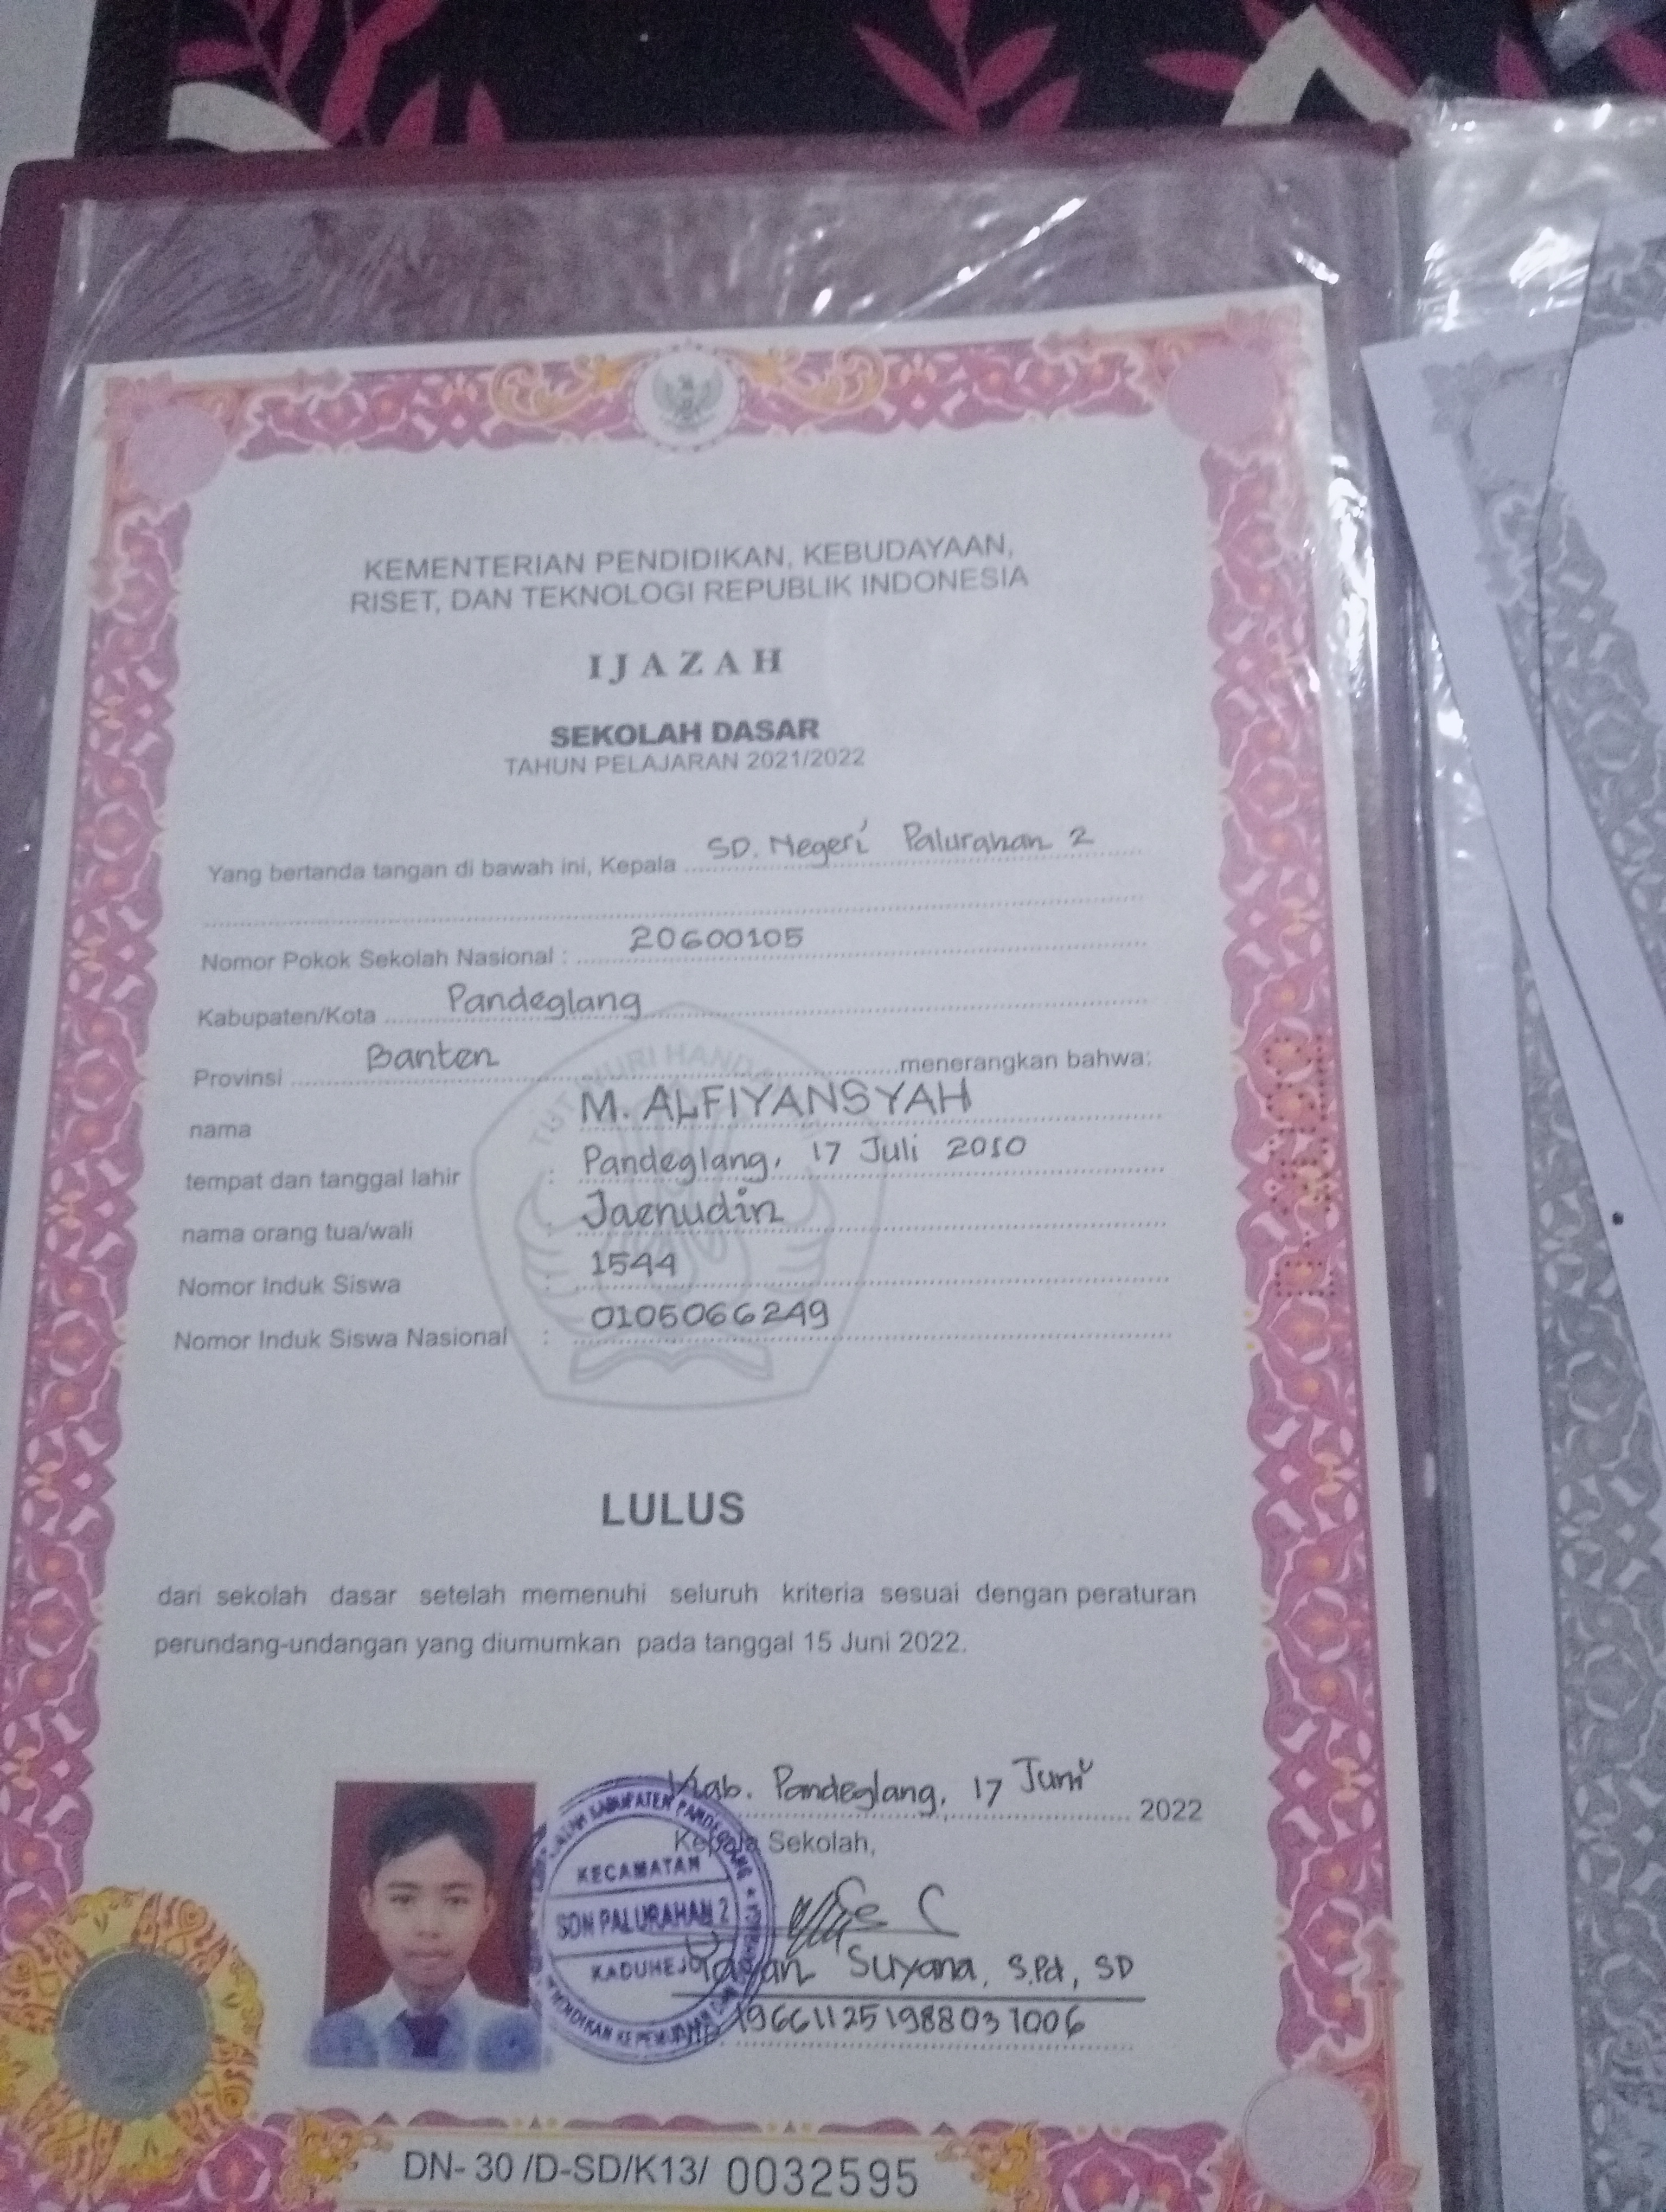 KEMENTERIAN PENDIDIKAN, KEBUDAYAAN,
RISET, DAN TEKNOLOGI REPUBLIK INDONESIA
IJAZAH
SEKOLAH DASAR
TAHUN PELAJARAN 2021/2022
Yang bertanda tangan di bawah ini, Kepala SD. Negeri Palurahan 2
Nomor Pokok Sekolah Nasional : 20600105
Kabupaten/Kota Pandeglang
Provinsi Banten menerangkan bahwa:
nama M. ALFIYANSYAH
tempat dan tanggal lahir : Pandeglang, 17 Juli 2010
nama orang tua/wali : Jaenudin
Nomor Induk Siswa : 1544
Nomor Induk Siswa Nasional : 0105066249
TUT WURI
LULUS
dari sekolah dasar setelah memenuhi seluruh kriteria sesuai dengan peraturan
perundang-undangan yang diumumkan pada tanggal 15 Juni 2022.
Kab. Pandeglang, 17 Juni 2022
Kepala Sekolah,
KECAMATAN
SDN PALURAHAN 2
KADUHEJO
KABUPATEN PANDEGLANG
Suyana, S.Pd, SD
196611251988031006
DN- 30 /D-SD/K13/ 0032595